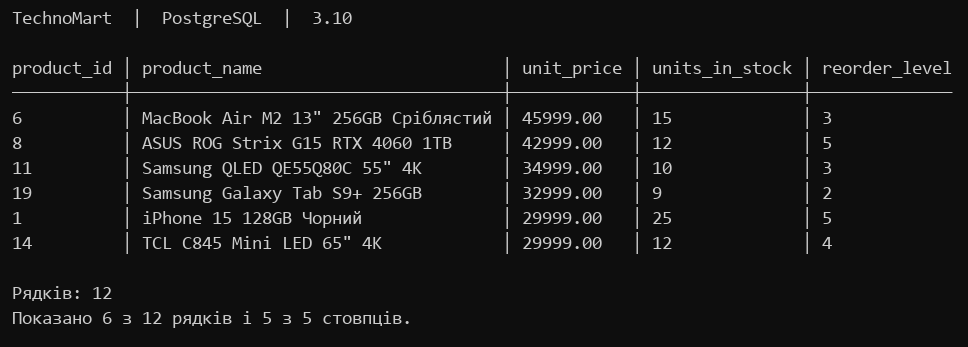 TechnoMart | PostgreSQL | 3.10
product_id | product_name | unit_price | units_in_stock | reorder_level
6 | MacBook Air M2 13" 256GB Сріблястий | 45999.00 | 15 | 3
8 | ASUS ROG Strix G15 RTX 4060 1TB | 42999.00 | 12 | 5
11 | Samsung QLED QE55Q80C 55" 4K | 34999.00 | 10 | 3
19 | Samsung Galaxy Tab S9+ 256GB | 32999.00 | 9 | 2
1 | iPhone 15 128GB Чорний | 29999.00 | 25 | 5
14 | TCL C845 Mini LED 65" 4K | 29999.00 | 12 | 4
Рядків: 12
Показано 6 з 12 рядків і 5 з 5 стовпців.